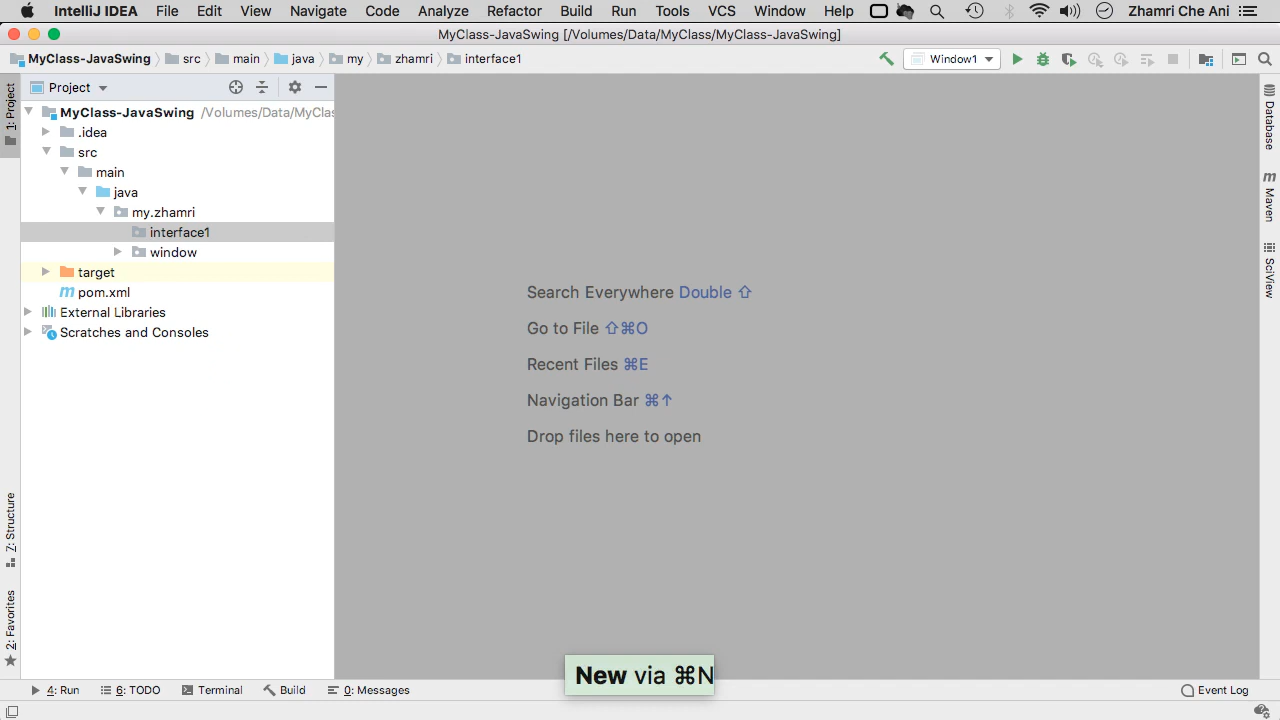 IntelliJ IDEA File Edit View Navigate Code Analyze Refactor Build Run Tools VCS Window Help Zhamri Che Ani
MyClass-JavaSwing [/Volumes/Data/MyClass/MyClass-JavaSwing]
MyClass-JavaSwing src main java my zhamri interface1 Window1
1: Project
Project
MyClass-JavaSwing /Volumes/Data/MyClas
.idea
src
main
java
my.zhamri
interface1
window
target
m pom.xml
External Libraries
Scratches and Consoles
Search Everywhere Double ⇧
Go to File ⇧⌘O
Recent Files ⌘E
Navigation Bar ⌘↑
Drop files here to open
Database
m Maven
SciView
Z: Structure
2: Favorites
New via ⌘N
4: Run 6: TODO Terminal Build 0: Messages Event Log